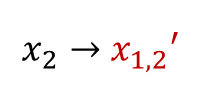 x₂ → x₁,₂′